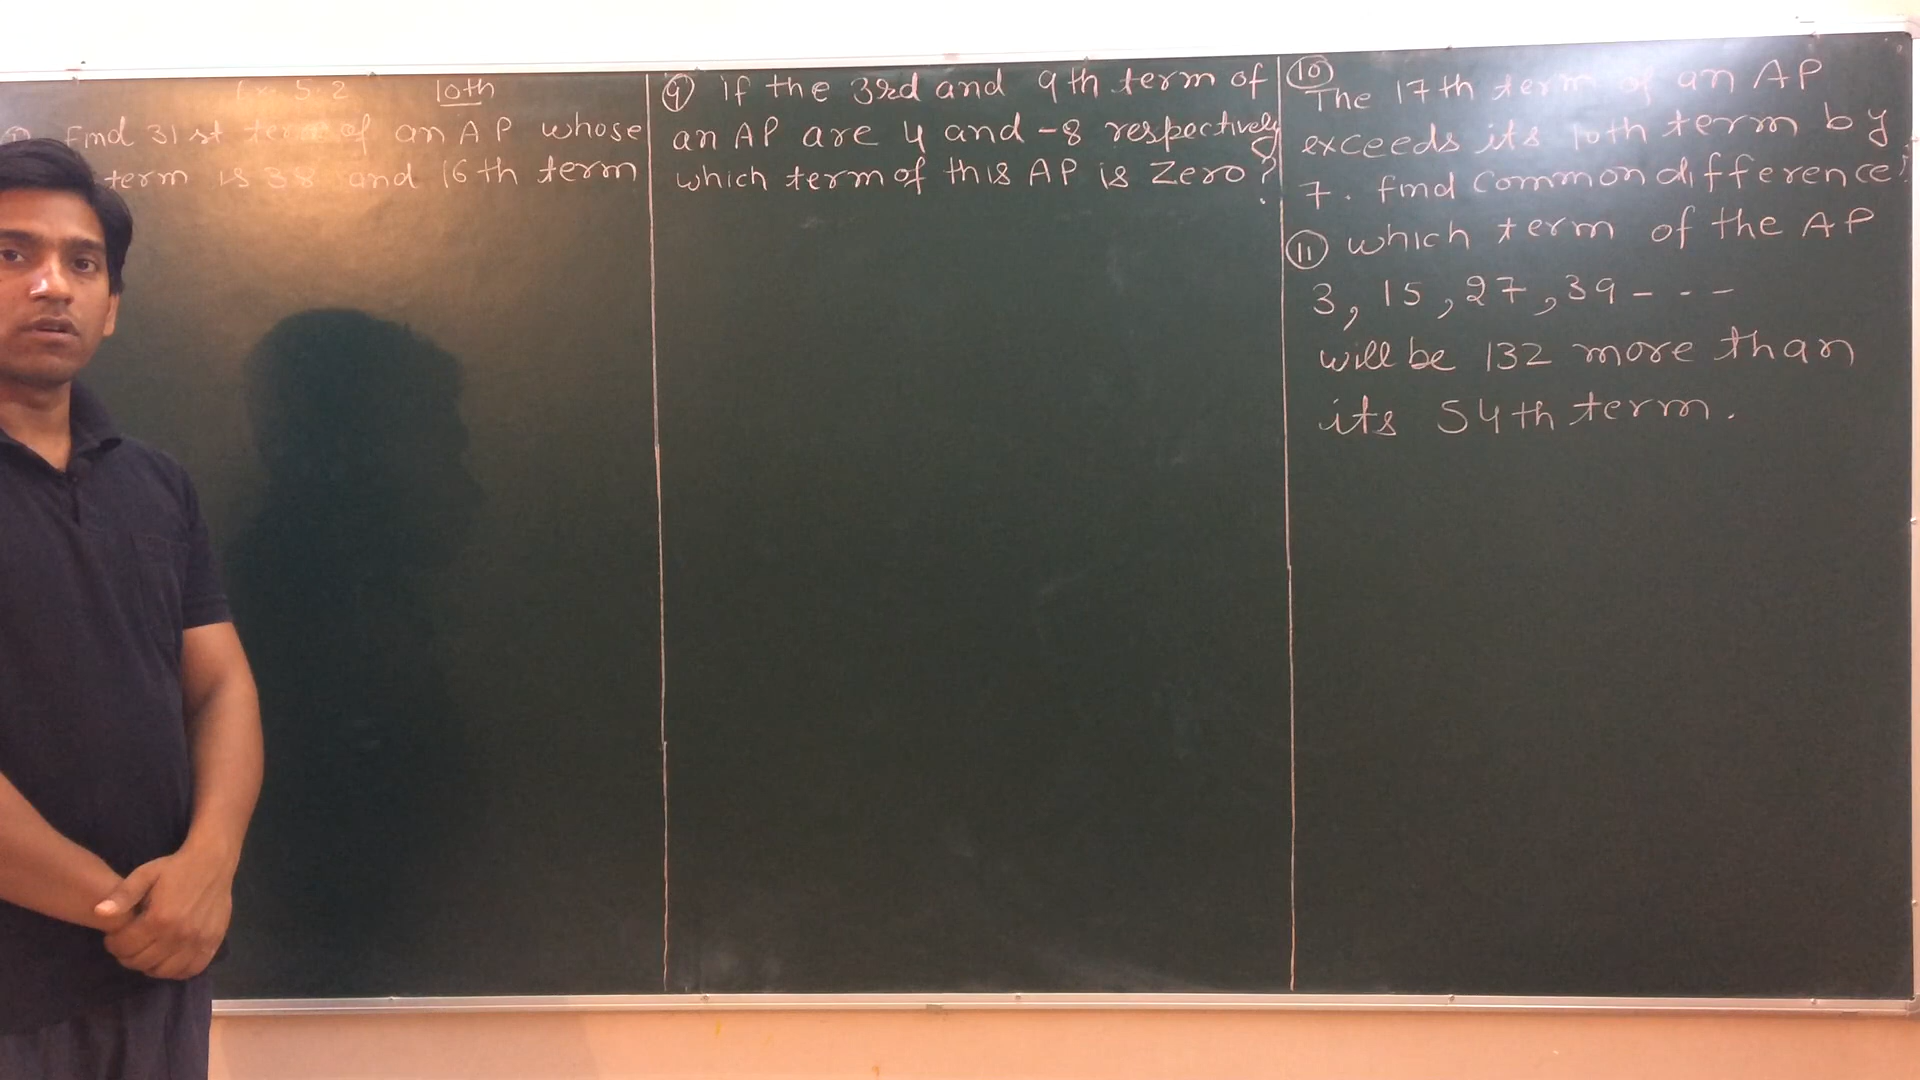 Ex. 5.2 10th
Find 31st term of an AP whose
term is 38 and 16th term
⑨ if the 3rd and 9th term of
an AP are 4 and -8 respectively
which term of this AP is Zero?
⑩
The 17th term of an AP
exceeds its 10th term by
7. find common difference?
⑪ which term of the AP
3, 15, 27, 39 - - -
will be 132 more than
its 54th term.